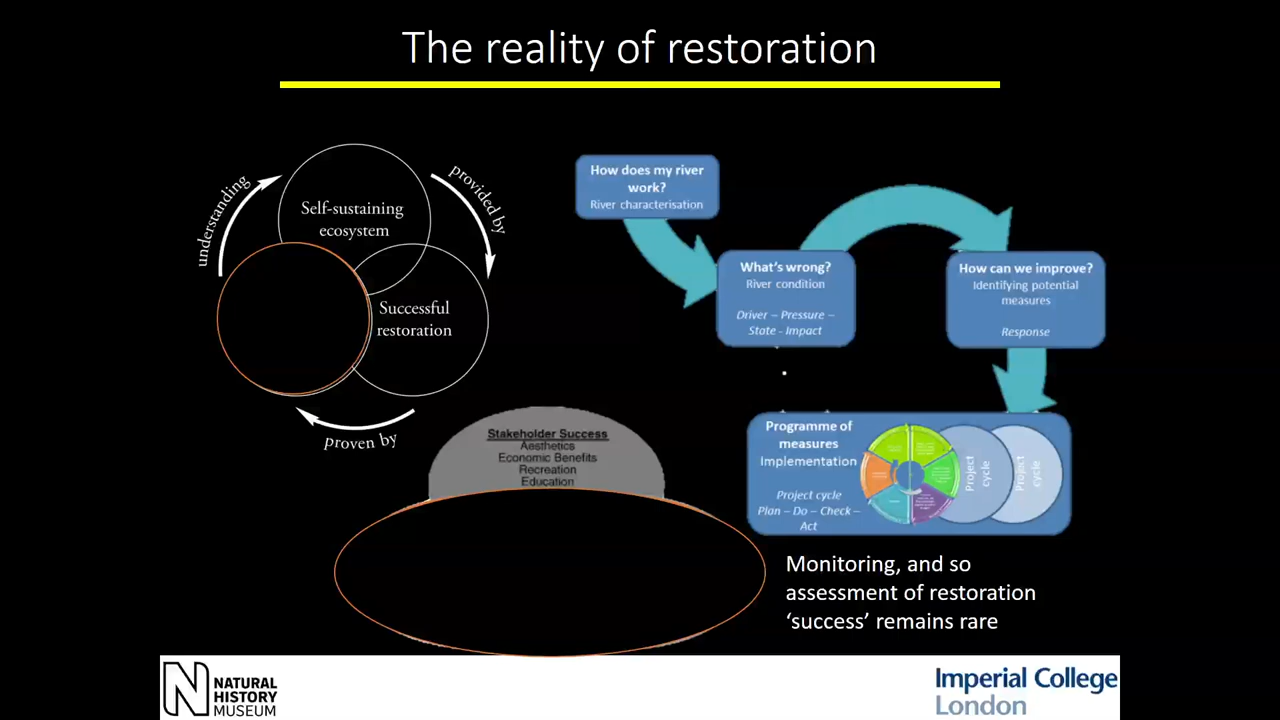 The reality of restoration
understanding
provided by
Self-sustaining
ecosystem
Successful
restoration
proven by
Stakeholder Success
Aesthetics
Economic Benefits
Recreation
Education
How does my river
work?
River characterisation
What's wrong?
River condition
Driver – Pressure –
State - Impact
How can we improve?
Identifying potential
measures
Response
Programme of
measures
Implementation
Project cycle
Plan – Do – Check –
Act
Project
cycle
Project
cycle
Monitoring, and so
assessment of restoration
‘success’ remains rare
NATURAL
HISTORY
MUSEUM
Imperial College
London